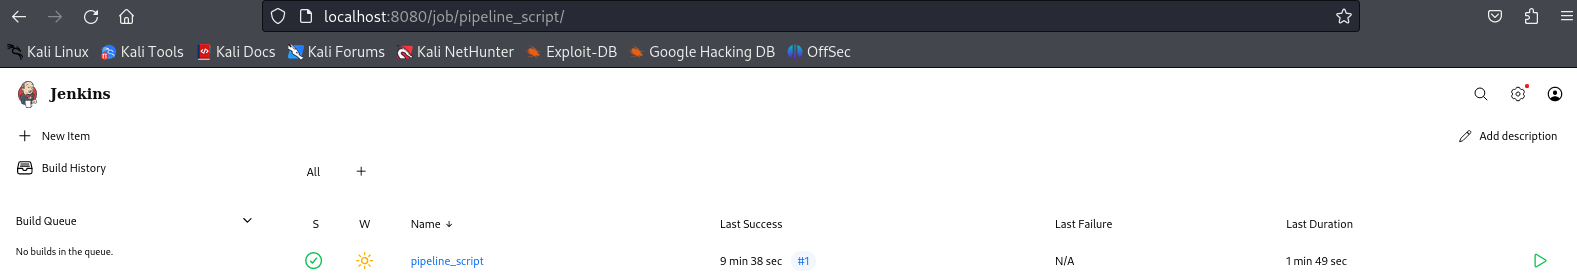 localhost:8080/job/pipeline_script/
Kali Linux Kali Tools Kali Docs Kali Forums Kali NetHunter Exploit-DB Google Hacking DB OffSec
Jenkins
New Item Add description
Build History
All +
Build Queue
S W Name ↓ Last Success Last Failure Last Duration
No builds in the queue.
pipeline_script 9 min 38 sec #1 N/A 1 min 49 sec